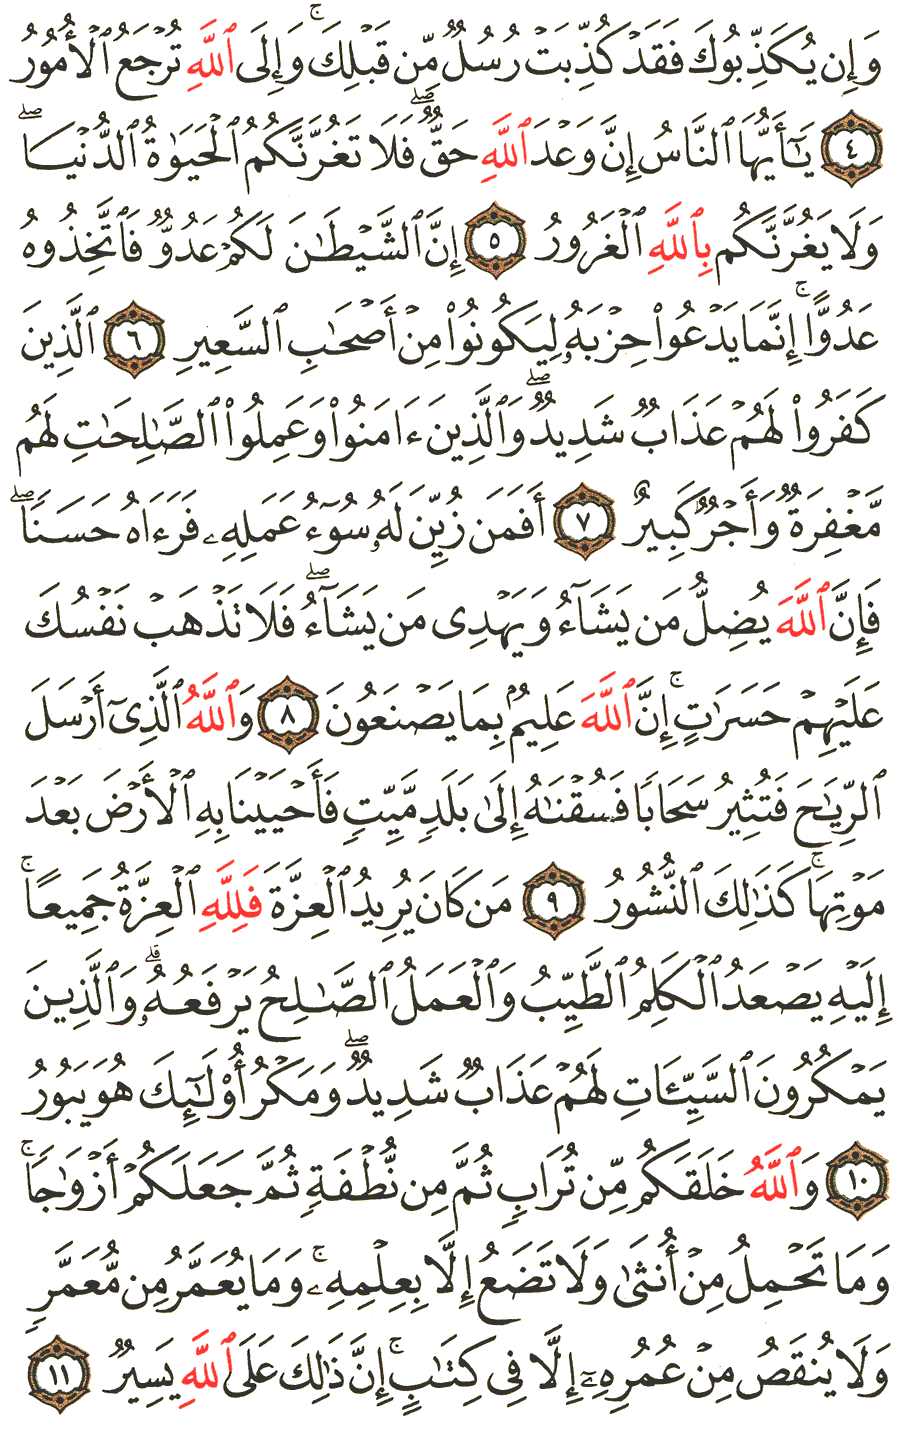 وَإِن يُكَذِّبُوكَ فَقَدْ كُذِّبَتْ رُسُلٌ مِّن قَبْلِكَ ۚ وَإِلَى ٱللَّهِ تُرْجَعُ ٱلْأُمُورُ
٤ يَـٰٓأَيُّهَا ٱلنَّاسُ إِنَّ وَعْدَ ٱللَّهِ حَقٌّ ۖ فَلَا تَغُرَّنَّكُمُ ٱلْحَيَوٰةُ ٱلدُّنْيَا ۖ
وَلَا يَغُرَّنَّكُم بِٱللَّهِ ٱلْغَرُورُ ٥ إِنَّ ٱلشَّيْطَـٰنَ لَكُمْ عَدُوٌّ فَٱتَّخِذُوهُ
عَدُوًّا ۚ إِنَّمَا يَدْعُوا۟ حِزْبَهُۥ لِيَكُونُوا۟ مِنْ أَصْحَـٰبِ ٱلسَّعِيرِ ٦ ٱلَّذِينَ
كَفَرُوا۟ لَهُمْ عَذَابٌ شَدِيدٌ ۖ وَٱلَّذِينَ ءَامَنُوا۟ وَعَمِلُوا۟ ٱلصَّـٰلِحَـٰتِ لَهُم
مَّغْفِرَةٌ وَأَجْرٌ كَبِيرٌ ٧ أَفَمَن زُيِّنَ لَهُۥ سُوٓءُ عَمَلِهِۦ فَرَءَاهُ حَسَنًا ۖ
فَإِنَّ ٱللَّهَ يُضِلُّ مَن يَشَآءُ وَيَهْدِى مَن يَشَآءُ ۖ فَلَا تَذْهَبْ نَفْسُكَ
عَلَيْهِمْ حَسَرَٰتٍ ۚ إِنَّ ٱللَّهَ عَلِيمٌۢ بِمَا يَصْنَعُونَ ٨ وَٱللَّهُ ٱلَّذِىٓ أَرْسَلَ
ٱلرِّيَـٰحَ فَتُثِيرُ سَحَابًا فَسُقْنَـٰهُ إِلَىٰ بَلَدٍ مَّيِّتٍ فَأَحْيَيْنَا بِهِ ٱلْأَرْضَ بَعْدَ
مَوْتِهَا ۚ كَذَٰلِكَ ٱلنُّشُورُ ٩ مَن كَانَ يُرِيدُ ٱلْعِزَّةَ فَلِلَّهِ ٱلْعِزَّةُ جَمِيعًا ۚ
إِلَيْهِ يَصْعَدُ ٱلْكَلِمُ ٱلطَّيِّبُ وَٱلْعَمَلُ ٱلصَّـٰلِحُ يَرْفَعُهُۥ ۗ وَٱلَّذِينَ
يَمْكُرُونَ ٱلسَّيِّـَٔاتِ لَهُمْ عَذَابٌ شَدِيدٌ ۖ وَمَكْرُ أُو۟لَـٰٓئِكَ هُوَ يَبُورُ
١٠ وَٱللَّهُ خَلَقَكُم مِّن تُرَابٍ ثُمَّ مِن نُّطْفَةٍ ثُمَّ جَعَلَكُمْ أَزْوَٰجًا ۚ
وَمَا تَحْمِلُ مِنْ أُنثَىٰ وَلَا تَضَعُ إِلَّا بِعِلْمِهِۦ ۚ وَمَا يُعَمَّرُ مِن مُّعَمَّرٍ
وَلَا يُنقَصُ مِنْ عُمُرِهِۦٓ إِلَّا فِى كِتَـٰبٍ ۚ إِنَّ ذَٰلِكَ عَلَى ٱللَّهِ يَسِيرٌ ١١